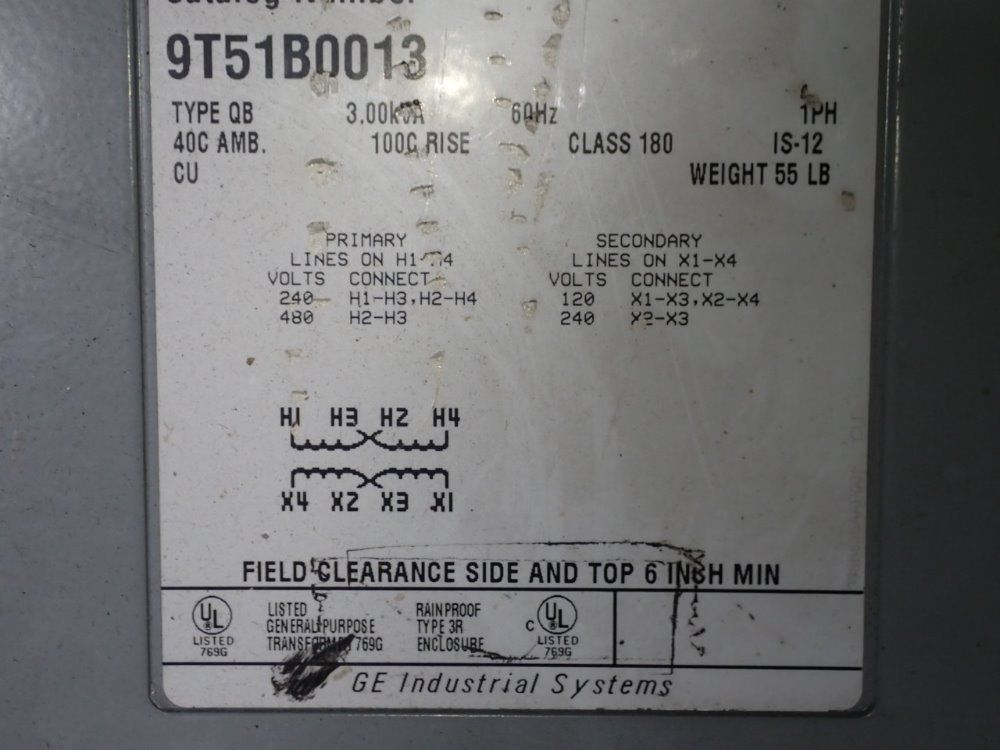 Catalog Number
9T51B0013
TYPE QB 3.00kVA 60Hz 1PH
40C AMB. 100C RISE CLASS 180 IS-12
CU WEIGHT 55 LB
PRIMARY SECONDARY
LINES ON H1-H4 LINES ON X1-X4
VOLTS CONNECT VOLTS CONNECT
240 H1-H3,H2-H4 120 X1-X3,X2-X4
480 H2-H3 240 X2-X3
H1 H3 H2 H4
X4 X2 X3 X1
FIELD CLEARANCE SIDE AND TOP 6 INCH MIN
UL LISTED RAINPROOF UL
GENERAL PURPOSE TYPE 3R C
LISTED TRANSFORMER 769G ENCLOSURE LISTED
769G 769G
GE Industrial Systems